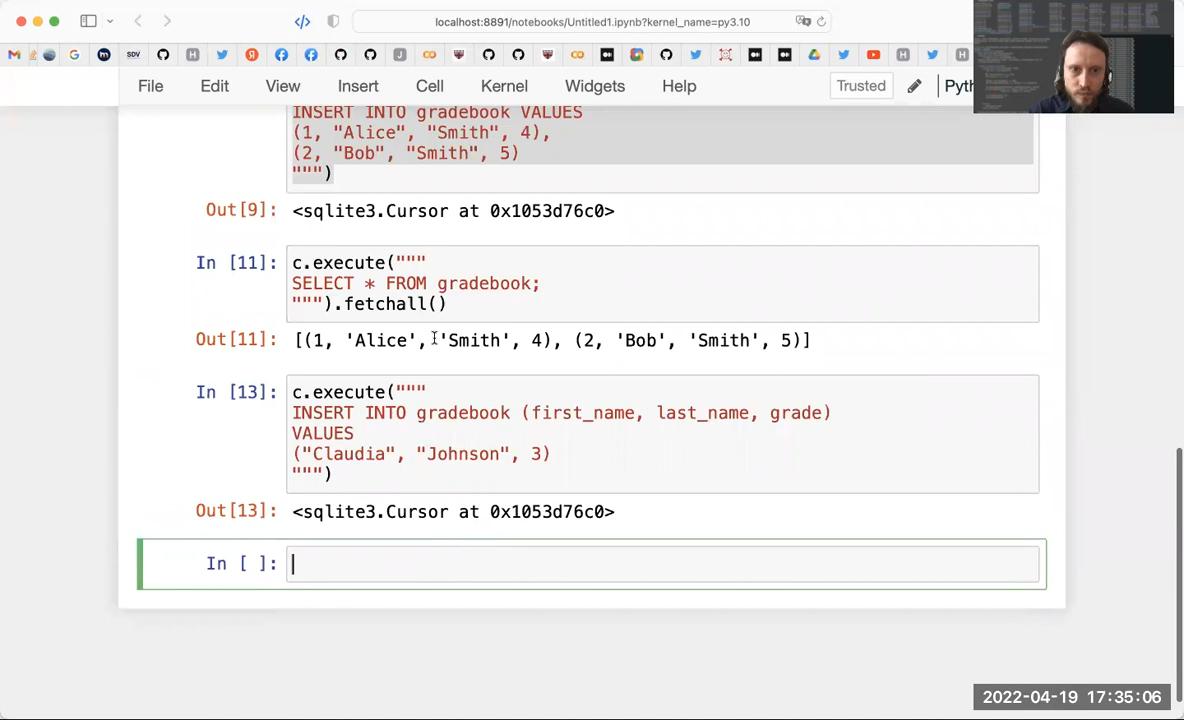 localhost:8891/notebooks/Untitled1.ipynb?kernel_name=py3.10
SDV
File Edit View Insert Cell Kernel Widgets Help Trusted Pyth
INSERT INTO gradebook VALUES
(1, "Alice", "Smith", 4),
(2, "Bob", "Smith", 5)
""")
Out[9]: <sqlite3.Cursor at 0x1053d76c0>
In [11]: c.execute("""
SELECT * FROM gradebook;
""").fetchall()
Out[11]: [(1, 'Alice', 'Smith', 4), (2, 'Bob', 'Smith', 5)]
In [13]: c.execute("""
INSERT INTO gradebook (first_name, last_name, grade)
VALUES
("Claudia", "Johnson", 3)
""")
Out[13]: <sqlite3.Cursor at 0x1053d76c0>
In [ ]:
2022-04-19 17:35:06